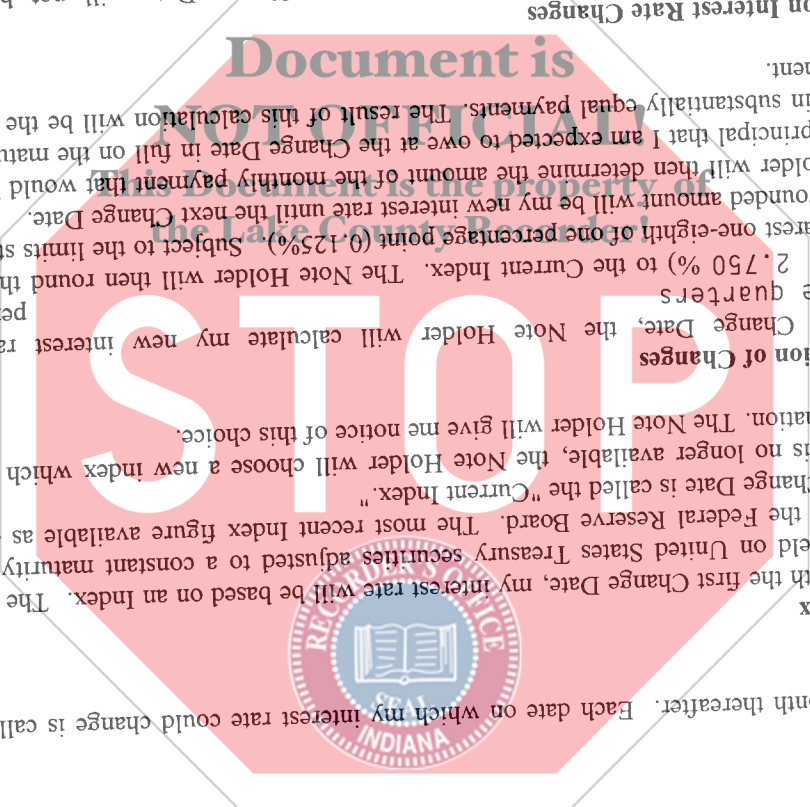 Document is
NOT OFFICIAL!
This Document is the property of
the Lake County Recorder!
STOP
RECORDER'S OFFICE
SEAL
INDIANA
onth thereafter. Each date on which my interest rate could change is call
x
th the first Change Date, my interest rate will be based on an Index. The
eld on United States Treasury securities adjusted to a constant maturity
the Federal Reserve Board. The most recent Index figure available as
hange Date is called the "Current Index."
is no longer available, the Note Holder will choose a new index which
mation. The Note Holder will give me notice of this choice.
ion of Changes
Change Date, the Note Holder will calculate my new interest ra
e quarters pe
2.750 %) to the Current Index. The Note Holder will then round th
arest one-eighth of one percentage point (0.125%). Subject to the limits st
rounded amount will be my new interest rate until the next Change Date.
older will then determine the amount of the monthly payment that would
principal that I am expected to owe at the Change Date in full on the matu
in substantially equal payments. The result of this calculation will be the
ent.
on Interest Rate Changes